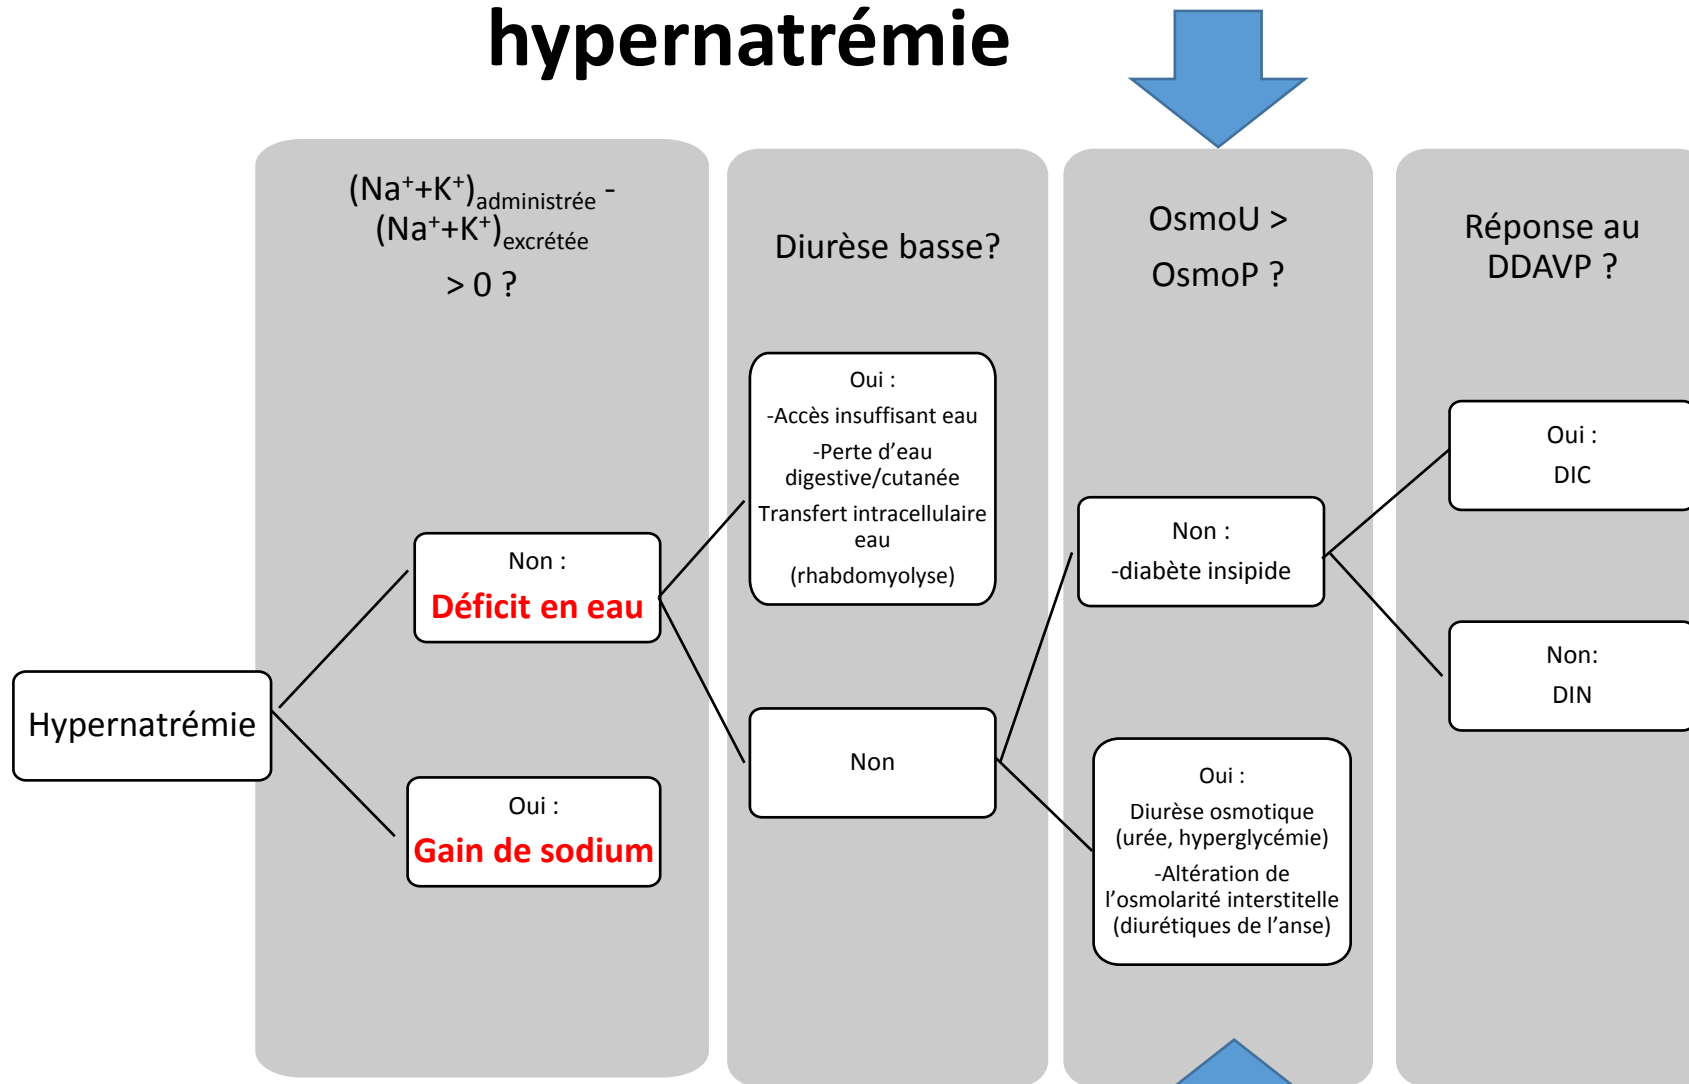 hypernatrémie
(Na⁺+K⁺)administrée -
(Na⁺+K⁺)excrétée
> 0 ?
Diurèse basse?
OsmoU >
OsmoP ?
Réponse au
DDAVP ?
Hypernatrémie
Non :
Déficit en eau
Oui :
Gain de sodium
Oui :
-Accès insuffisant eau
-Perte d’eau
digestive/cutanée
Transfert intracellulaire
eau
(rhabdomyolyse)
Non
Non :
-diabète insipide
Oui :
Diurèse osmotique
(urée, hyperglycémie)
-Altération de
l’osmolarité interstitelle
(diurétiques de l’anse)
Oui :
DIC
Non:
DIN